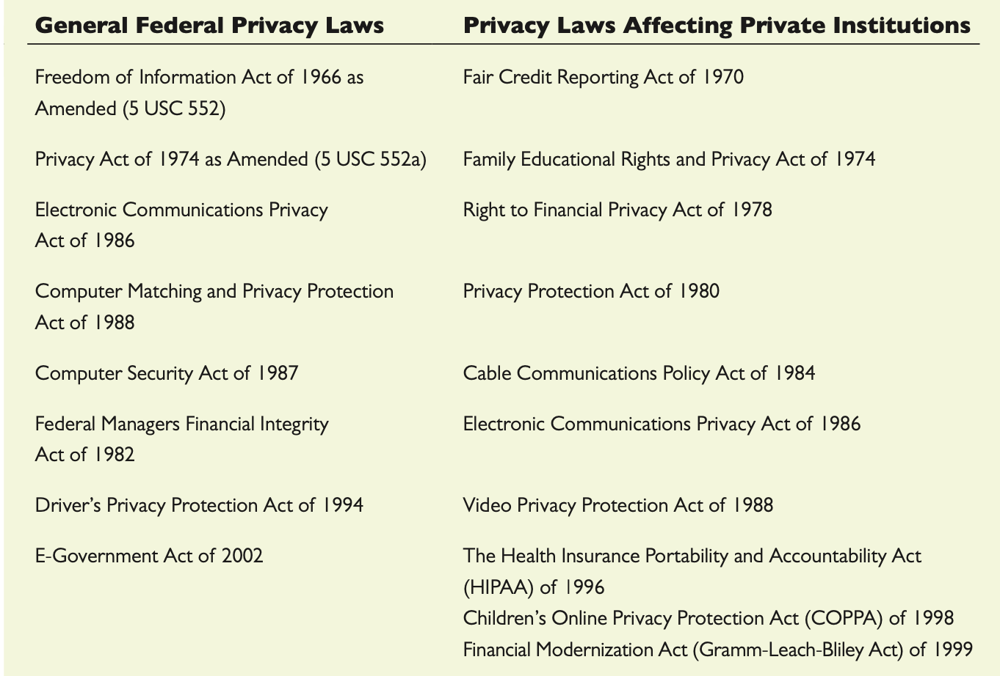 General Federal Privacy Laws
Privacy Laws Affecting Private Institutions
Freedom of Information Act of 1966 as
Amended (5 USC 552)
Fair Credit Reporting Act of 1970
Privacy Act of 1974 as Amended (5 USC 552a)
Family Educational Rights and Privacy Act of 1974
Electronic Communications Privacy
Act of 1986
Right to Financial Privacy Act of 1978
Computer Matching and Privacy Protection
Act of 1988
Privacy Protection Act of 1980
Computer Security Act of 1987
Cable Communications Policy Act of 1984
Federal Managers Financial Integrity
Act of 1982
Electronic Communications Privacy Act of 1986
Driver’s Privacy Protection Act of 1994
Video Privacy Protection Act of 1988
E-Government Act of 2002
The Health Insurance Portability and Accountability Act
(HIPAA) of 1996
Children’s Online Privacy Protection Act (COPPA) of 1998
Financial Modernization Act (Gramm-Leach-Bliley Act) of 1999